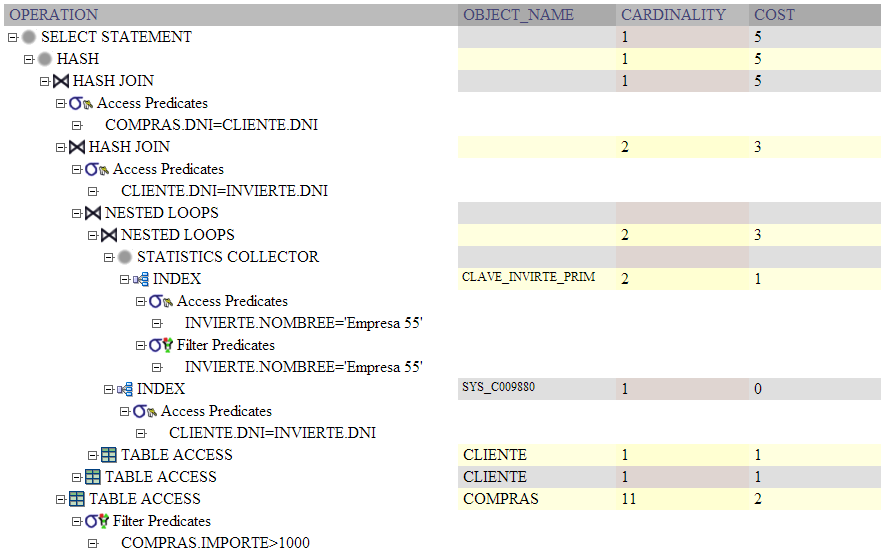 OPERATION OBJECT_NAME CARDINALITY COST
SELECT STATEMENT 1 5
HASH 1 5
HASH JOIN 1 5
Access Predicates
COMPRAS.DNI=CLIENTE.DNI
HASH JOIN 2 3
Access Predicates
CLIENTE.DNI=INVIERTE.DNI
NESTED LOOPS
NESTED LOOPS 2 3
STATISTICS COLLECTOR
INDEX CLAVE_INVIRTE_PRIM 2 1
Access Predicates
INVIERTE.NOMBREE='Empresa 55'
Filter Predicates
INVIERTE.NOMBREE='Empresa 55'
INDEX SYS_C009880 1 0
Access Predicates
CLIENTE.DNI=INVIERTE.DNI
TABLE ACCESS CLIENTE 1 1
TABLE ACCESS CLIENTE 1 1
TABLE ACCESS COMPRAS 11 2
Filter Predicates
COMPRAS.IMPORTE>1000